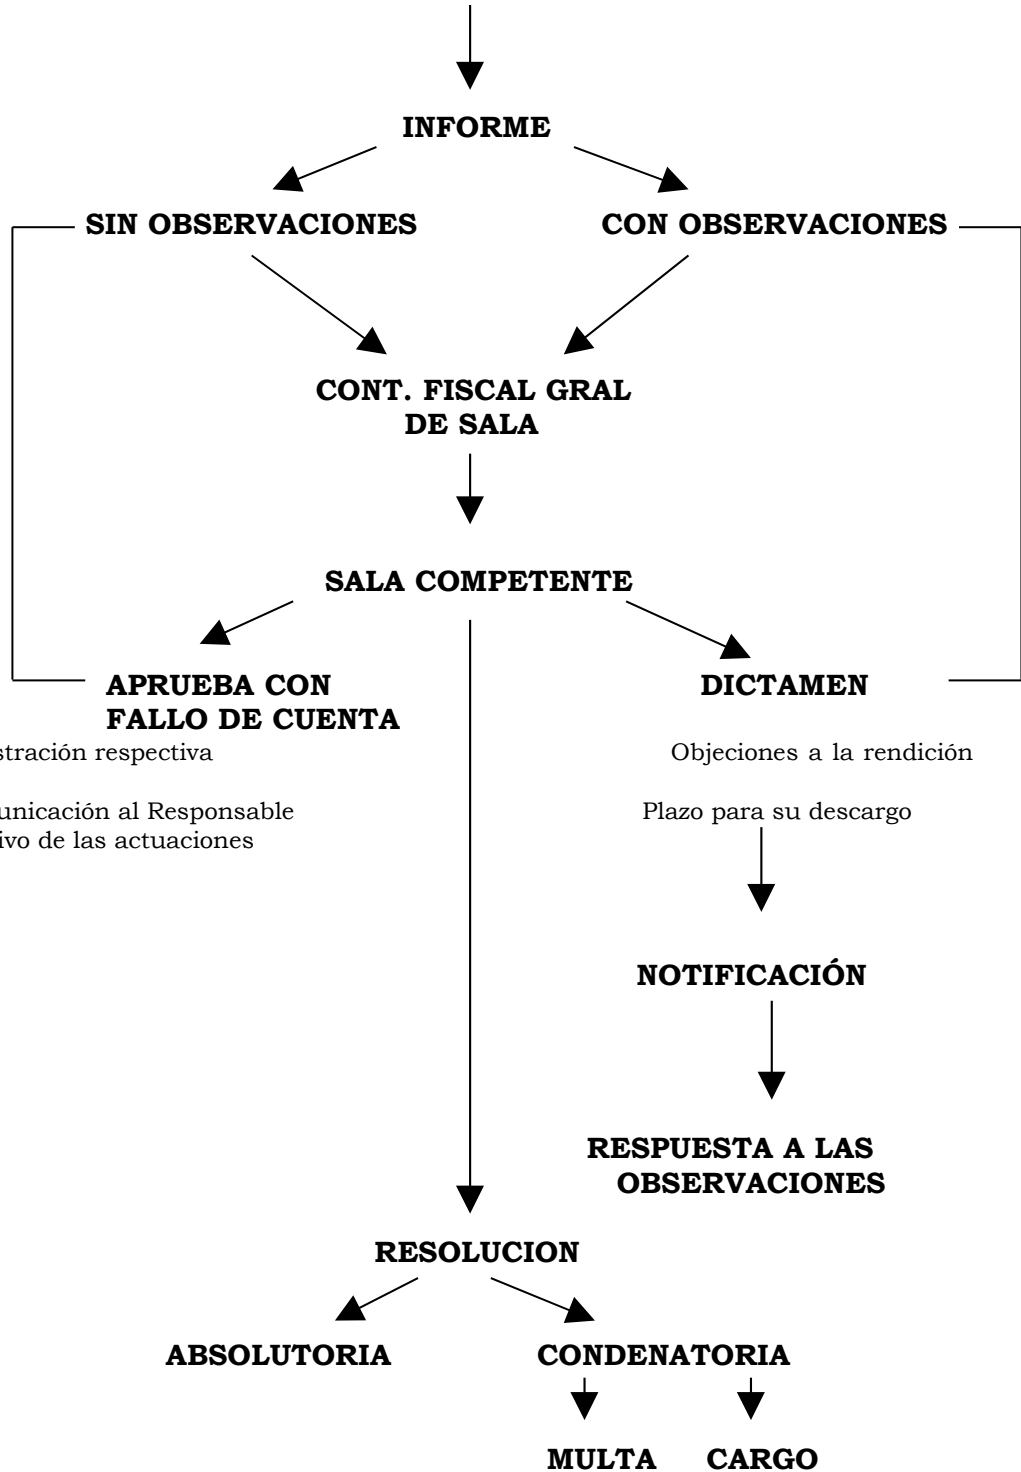 INFORME
SIN OBSERVACIONES
CON OBSERVACIONES
CONT. FISCAL GRAL
DE SALA
SALA COMPETENTE
APRUEBA CON
FALLO DE CUENTA
DICTAMEN
stración respectiva
Objeciones a la rendición
unicación al Responsable
Plazo para su descargo
ivo de las actuaciones
NOTIFICACIÓN
RESPUESTA A LAS
OBSERVACIONES
RESOLUCION
ABSOLUTORIA
CONDENATORIA
MULTA
CARGO